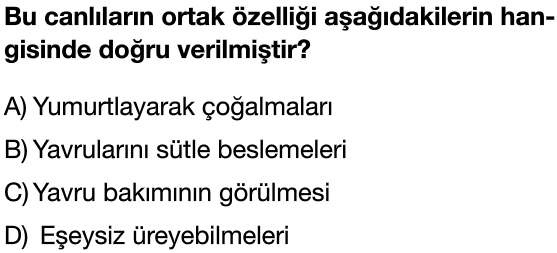 Bu canlıların ortak özelliği aşağıdakilerin han-
gisinde doğru verilmiştir?
A) Yumurtlayarak çoğalmaları
B) Yavrularını sütle beslemeleri
C) Yavru bakımının görülmesi
D) Eşeysiz üreyebilmeleri